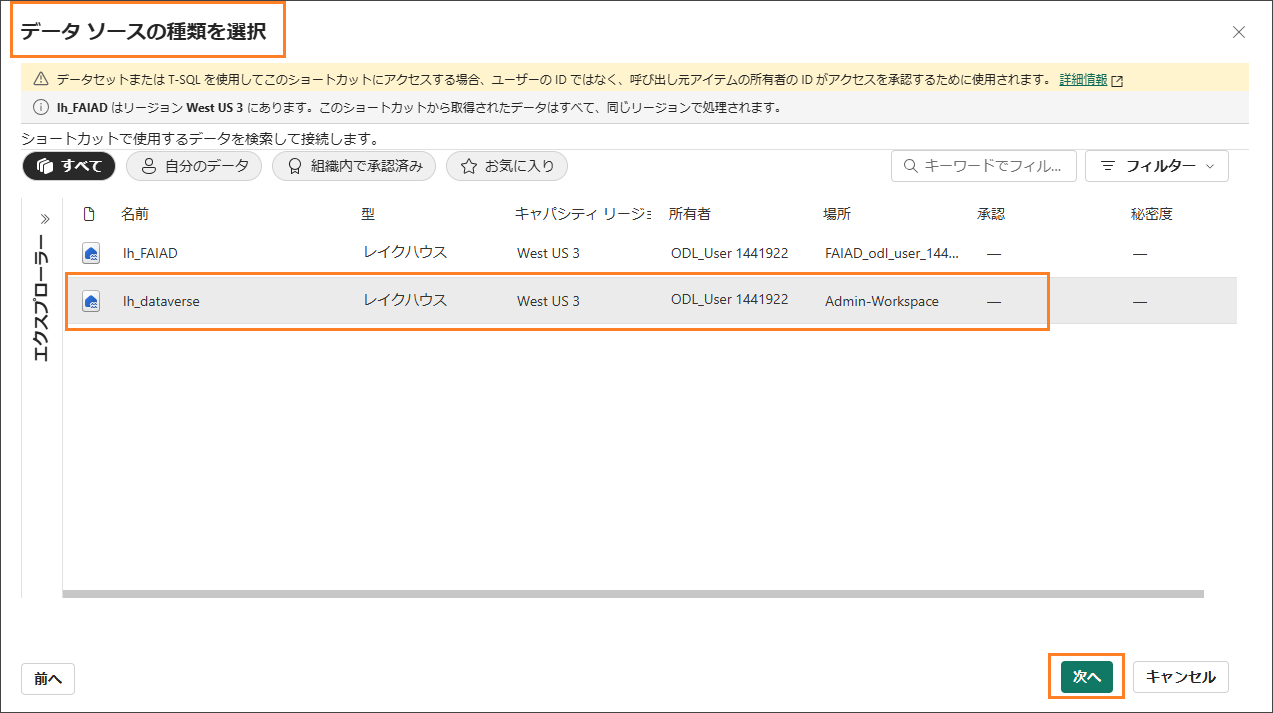 データ ソースの種類を選択
データセットまたは T-SQL を使用してこのショートカットにアクセスする場合、ユーザーの ID ではなく、呼び出し元アイテムの所有者の ID がアクセスを承認するために使用されます。 詳細情報
lh_FAIAD はリージョン West US 3 にあります。このショートカットから取得されたデータはすべて、同じリージョンで処理されます。
ショートカットで使用するデータを検索して接続します。
すべて 自分のデータ 組織内で承認済み お気に入り キーワードでフィル... フィルター
エクスプローラー
名前 型 キャパシティ リージョ 所有者 場所 承認 秘密度
lh_FAIAD レイクハウス West US 3 ODL_User 1441922 FAIAD_odl_user_144... — —
lh_dataverse レイクハウス West US 3 ODL_User 1441922 Admin-Workspace — —
前へ 次へ キャンセル